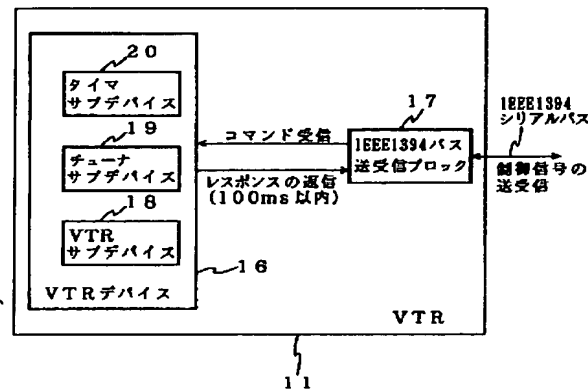 20
タイマ
サブデバイス
19
チューナ
サブデバイス
18
VTR
サブデバイス
16
VTRデバイス
コマンド受信
レスポンスの返信
(100ms以内)
17
IEEE1394バス
送受信ブロック
IEEE1394
シリアルバス
制御信号の
送受信
VTR
11